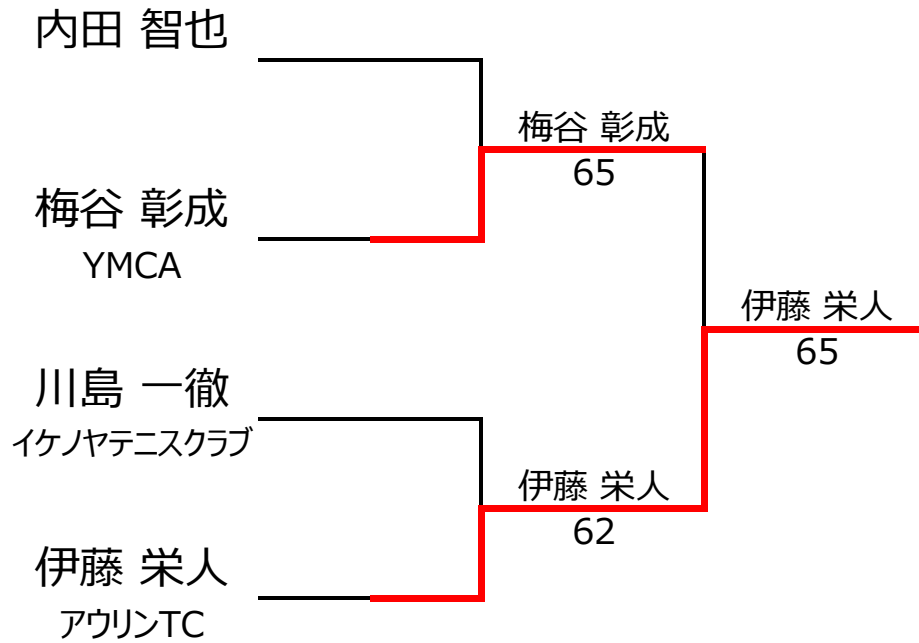 内田 智也
梅谷 彰成
65
梅谷 彰成
YMCA
伊藤 栄人
65
川島 一徹
イケノヤテニスクラブ
伊藤 栄人
62
伊藤 栄人
アウリンTC